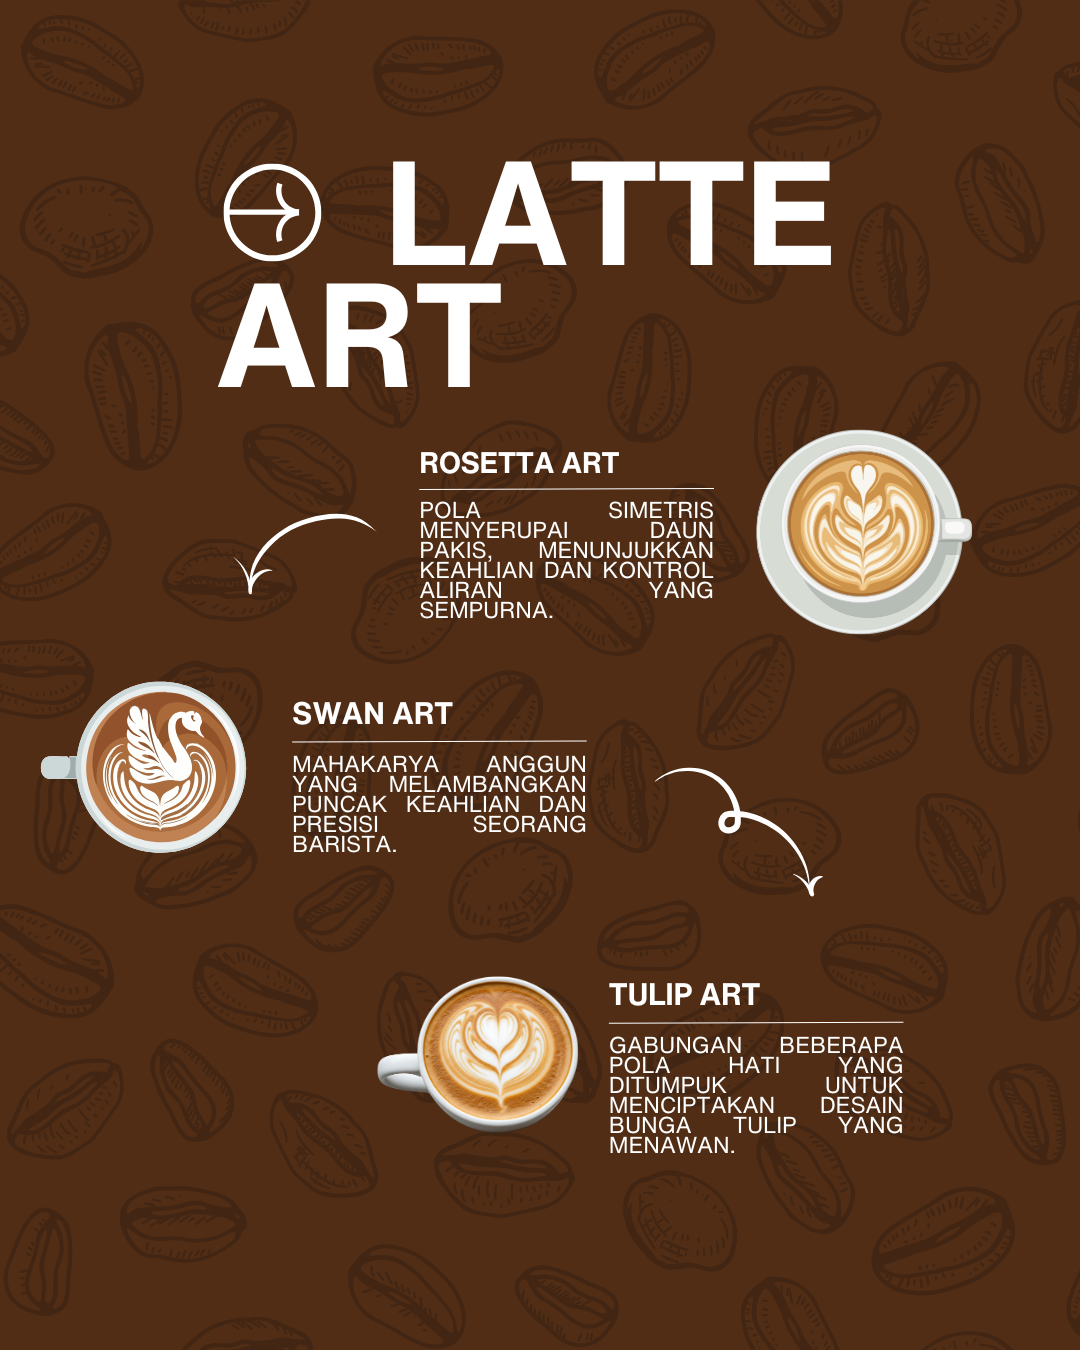 LATTE
ART
ROSETTA ART
POLA SIMETRIS
MENYERUPAI DAUN
PAKIS, MENUNJUKKAN
KEAHLIAN DAN KONTROL
ALIRAN YANG
SEMPURNA.
SWAN ART
MAHAKARYA ANGGUN
YANG MELAMBANGKAN
PUNCAK KEAHLIAN DAN
PRESISI SEORANG
BARISTA.
TULIP ART
GABUNGAN BEBERAPA
POLA HATI YANG
DITUMPUK UNTUK
MENCIPTAKAN DESAIN
BUNGA TULIP YANG
MENAWAN.